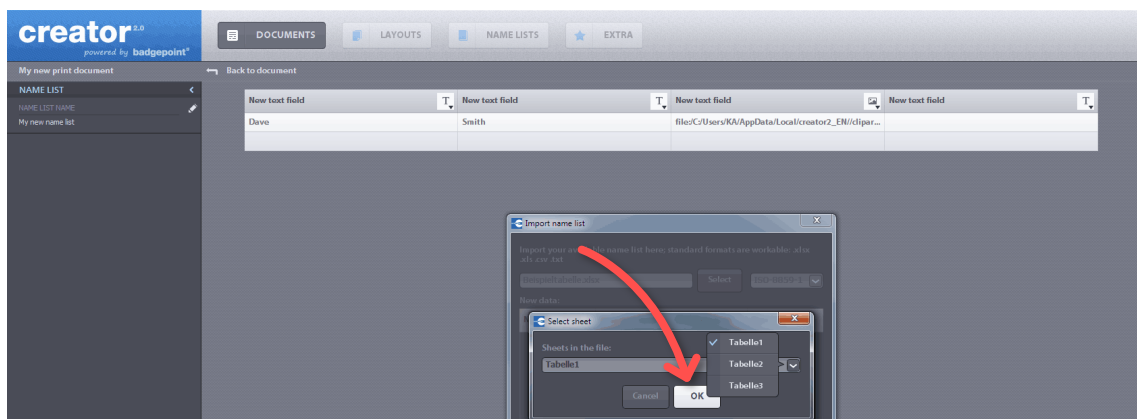 creator 2.0
powered by badgepoint®
DOCUMENTS
LAYOUTS
NAME LISTS
EXTRA
My new print document
Back to document
NAME LIST
NAME LIST NAME
My new name list
New text field
New text field
New text field
New text field
Dave
Smith
file:/C:/Users/KA/AppData/Local/creator2_EN//clipar...
Import name list
Import your available name list here: standard formats are workable: .xlsx
.xls .csv .txt
Select
New data:
Select sheet
Sheets in the file:
Tabelle1
Tabelle1
Tabelle2
Tabelle3
Cancel
OK